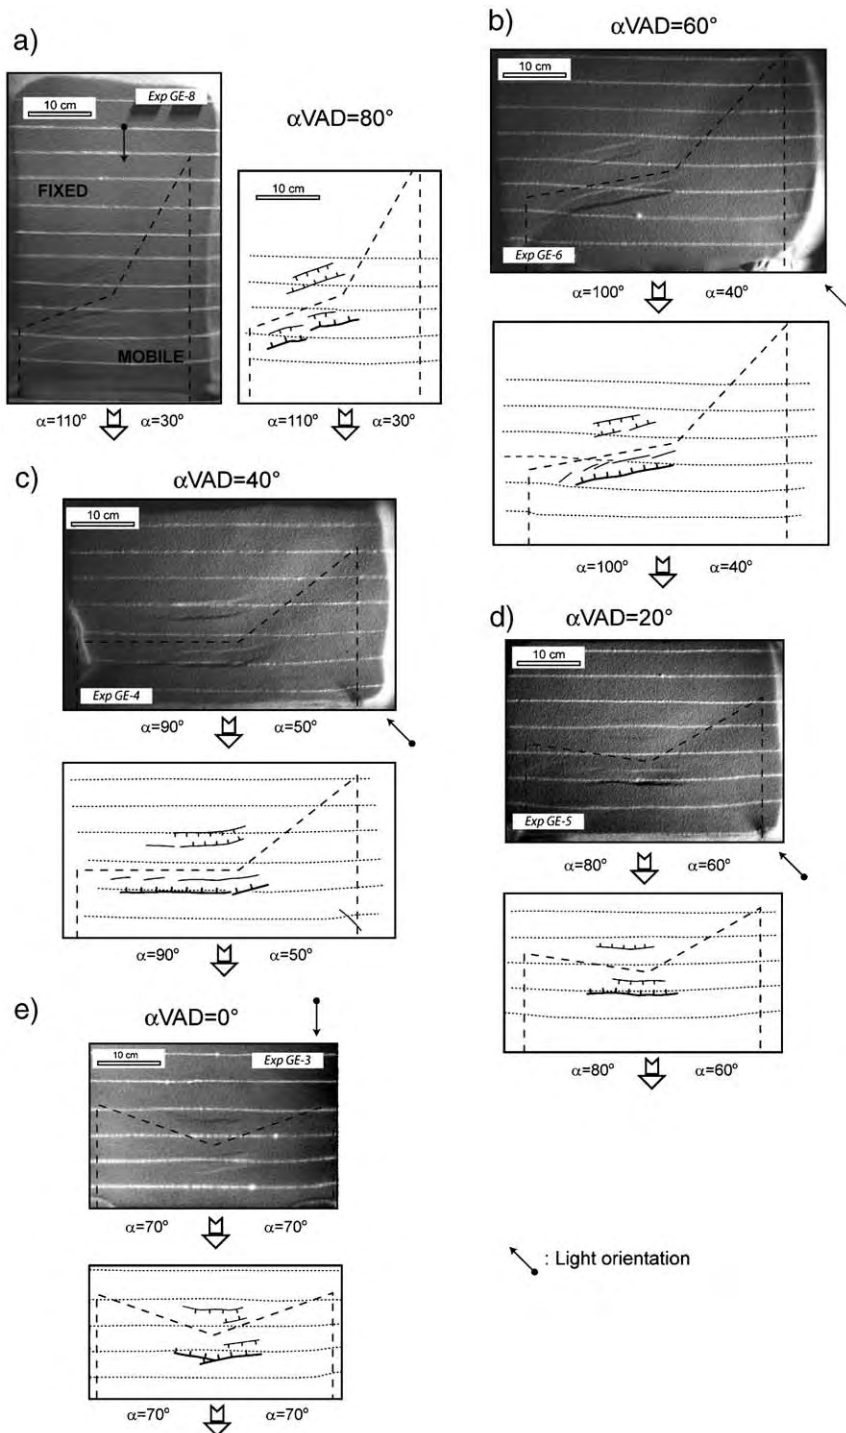 a)
10 cm
Exp GE-8
FIXED
MOBILE
α=110° α=30°
αVAD=80°
10 cm
α=110° α=30°
b)
αVAD=60°
10 cm
Exp GE-6
α=100° α=40°
α=100° α=40°
c)
αVAD=40°
10 cm
Exp GE-4
α=90° α=50°
α=90° α=50°
d)
αVAD=20°
10 cm
Exp GE-5
α=80° α=60°
α=80° α=60°
e)
αVAD=0°
10 cm
Exp GE-3
α=70° α=70°
α=70° α=70°
: Light orientation